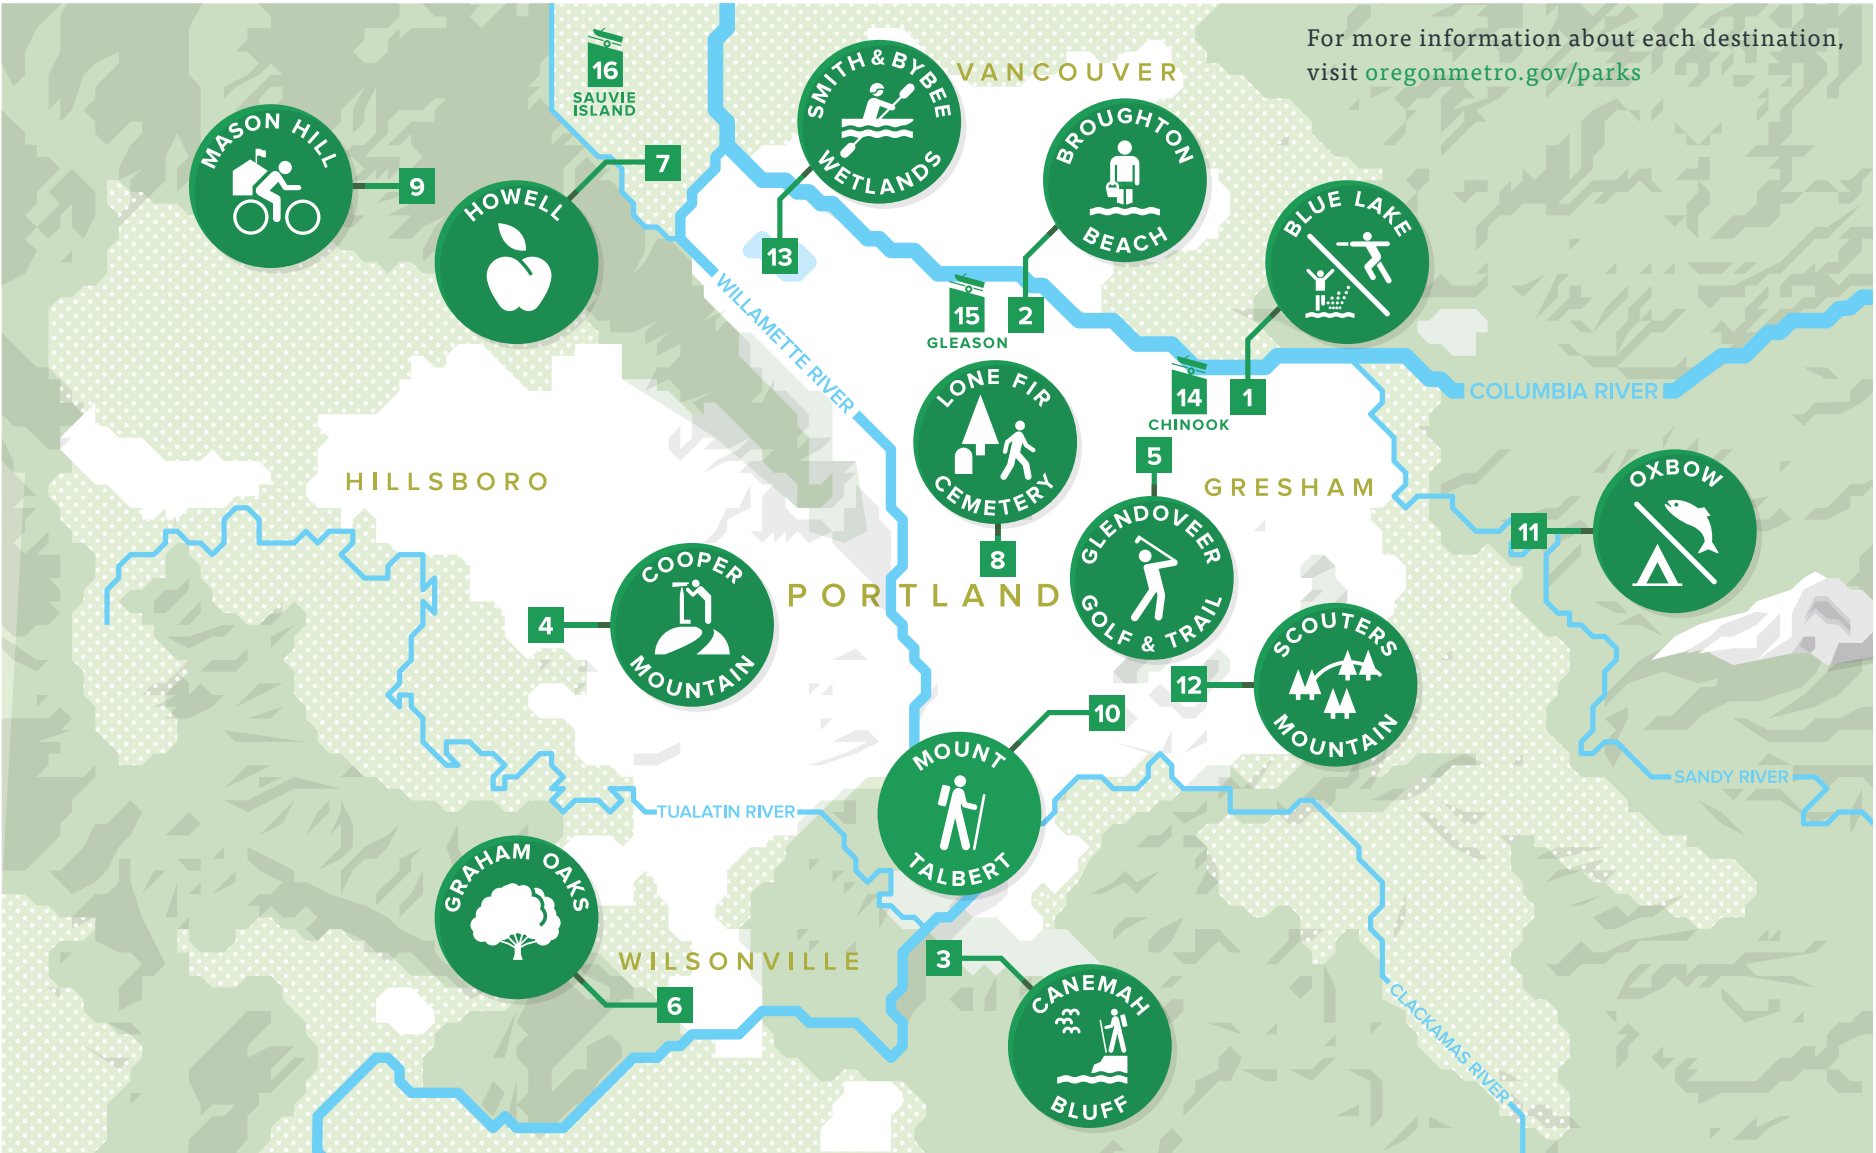 For more information about each destination,
visit oregonmetro.gov/parks
16
SAUVIE
ISLAND
SMITH & BYBEE
WETLANDS
13
VANCOUVER
BROUGHTON
BEACH
2
MASON HILL
9
HOWELL
7
BLUE LAKE
1
15
GLEASON
WILLAMETTE RIVER
14
CHINOOK
COLUMBIA RIVER
LONE FIR
CEMETERY
8
HILLSBORO
5
GLENDOVEER
GOLF & TRAIL
GRESHAM
OXBOW
11
COOPER
MOUNTAIN
4
PORTLAND
SCOUTERS
MOUNTAIN
12
10
MOUNT
TALBERT
SANDY RIVER
TUALATIN RIVER
GRAHAM OAKS
6
WILSONVILLE
3
CANEMAH
BLUFF
CLACKAMAS RIVER